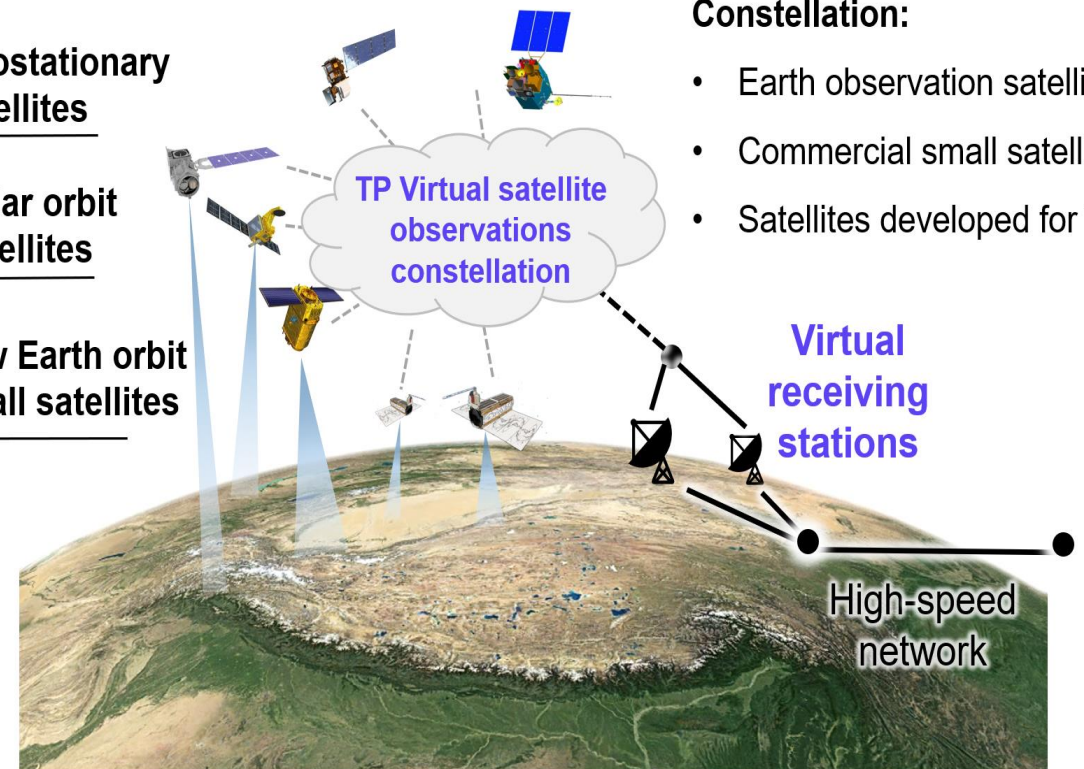 ostationary
ellites
ar orbit
ellites
v Earth orbit
all satellites
TP Virtual satellite
observations
constellation
Constellation:
• Earth observation satelli
• Commercial small satell
• Satellites developed for
Virtual
receiving
stations
High-speed
network